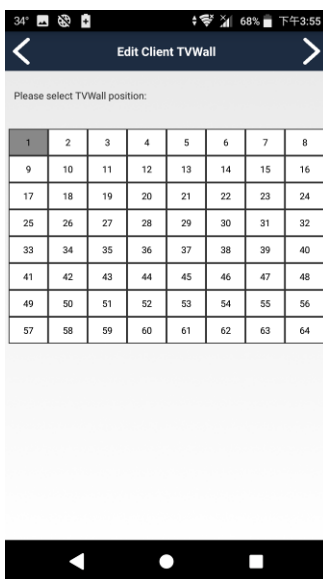 34° 68% 下午3:55
Edit Client TVWall
Please select TVWall position:
1 2 3 4 5 6 7 8
9 10 11 12 13 14 15 16
17 18 19 20 21 22 23 24
25 26 27 28 29 30 31 32
33 34 35 36 37 38 39 40
41 42 43 44 45 46 47 48
49 50 51 52 53 54 55 56
57 58 59 60 61 62 63 64